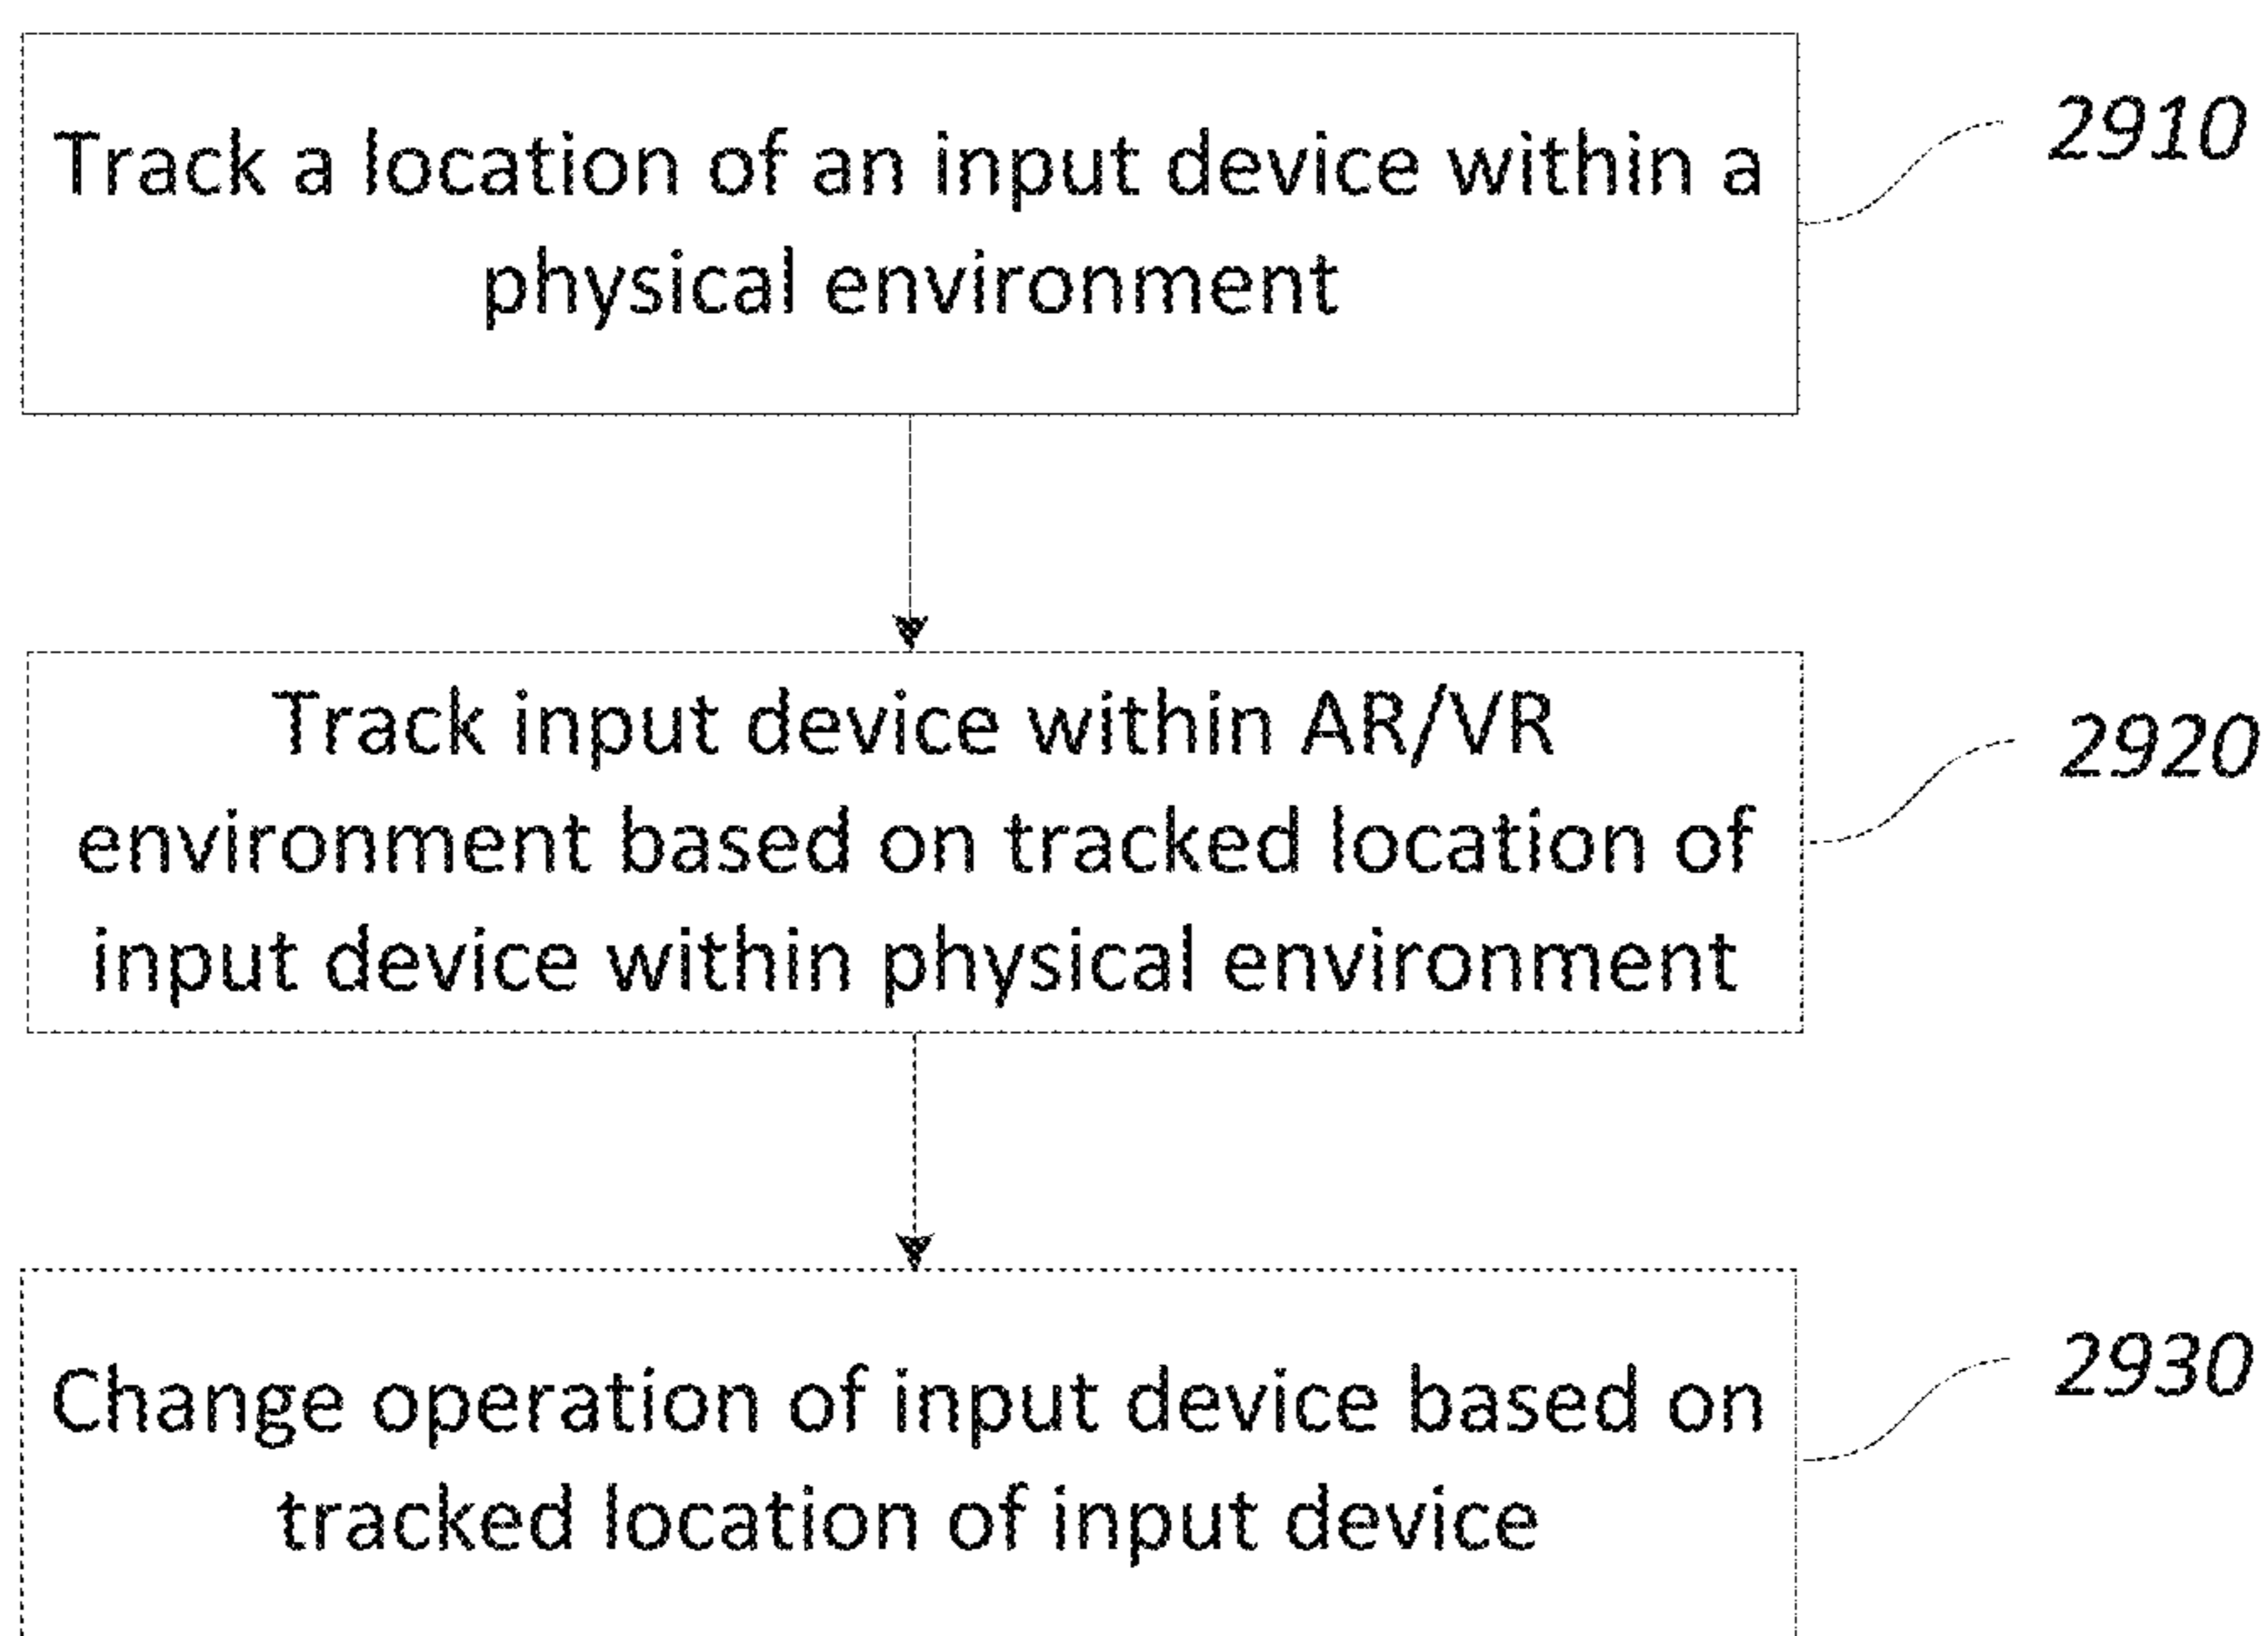 Track a location of an input device within a
physical environment
2910
Track input device within AR/VR
environment based on tracked location of
input device within physical environment
2920
Change operation of input device based on
tracked location of input device
2930